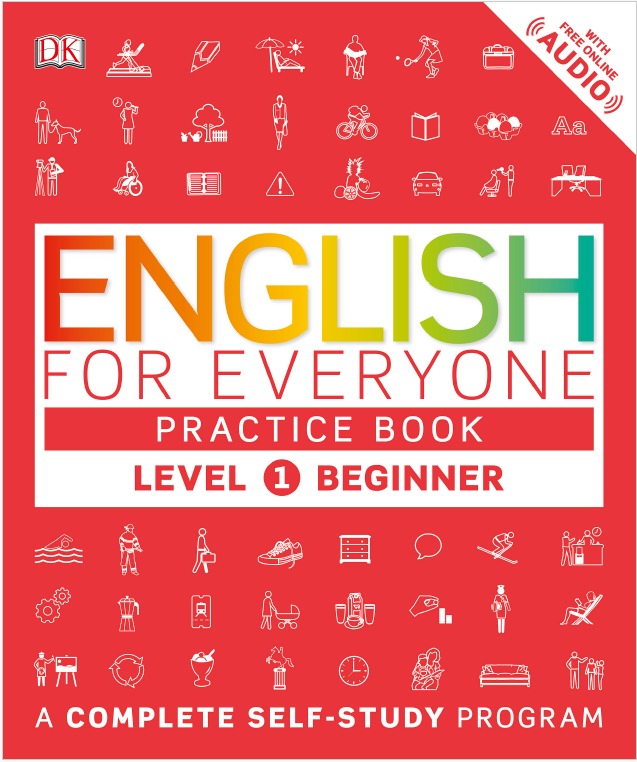 DK
WITH
FREE ONLINE
AUDIO
Aa
ENGLISH
FOR EVERYONE
PRACTICE BOOK
LEVEL 1 BEGINNER
A COMPLETE SELF-STUDY PROGRAM